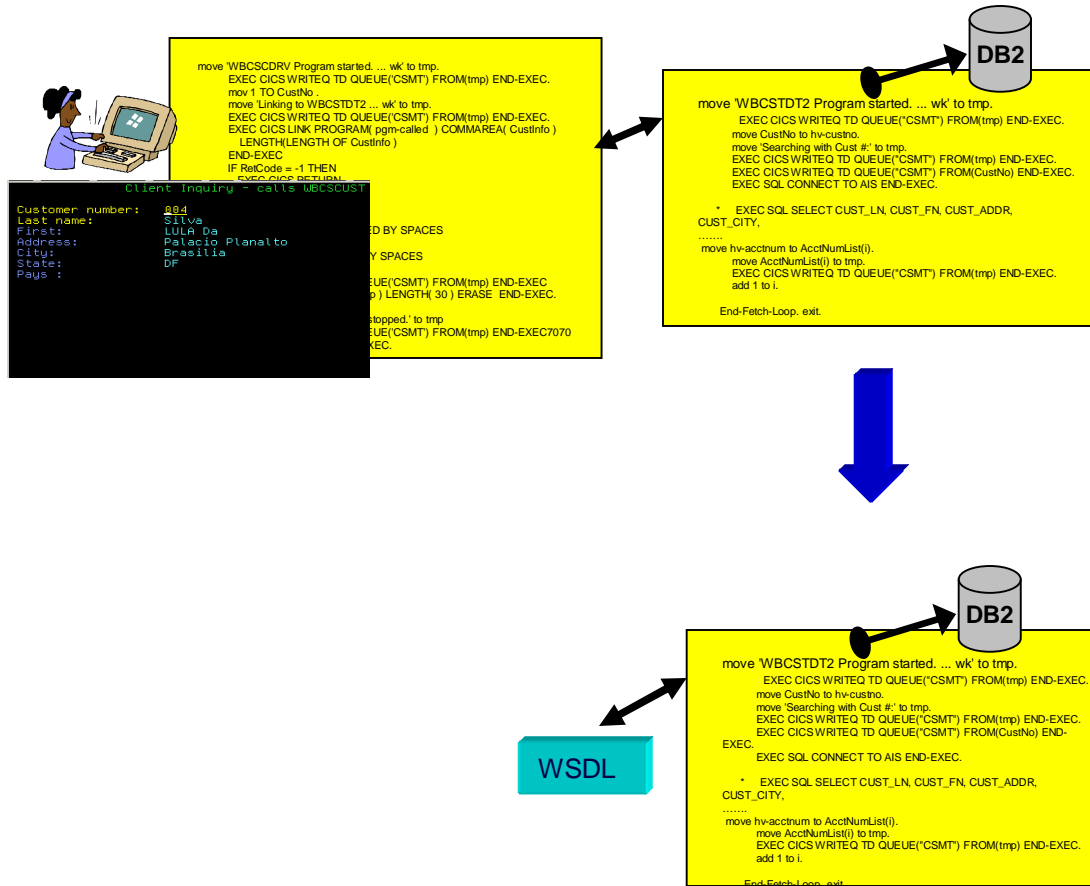 move 'WBCSCDRV Program started. ... wk' to tmp.
EXEC CICS WRITEQ TD QUEUE('CSMT') FROM(tmp) END-EXEC.
mov 1 TO CustNo .
move 'Linking to WBCSTDT2 ... wk' to tmp.
EXEC CICS WRITEQ TD QUEUE('CSMT') FROM(tmp) END-EXEC.
EXEC CICS LINK PROGRAM( pgm-called ) COMMAREA( CustInfo )
LENGTH(LENGTH OF CustInfo )
END-EXEC
IF RetCode = -1 THEN
EXEC CICS RETURN
ED BY SPACES
Y SPACES
EUE('CSMT') FROM(tmp) END-EXEC
p ) LENGTH( 30 ) ERASE END-EXEC.
stopped.' to tmp
EUE('CSMT') FROM(tmp) END-EXEC7070
XEC.
Client Inquiry - calls WBCSCUST
Customer number: 004
Last name: Silva
First: LULA Da
Address: Palacio Planalto
City: Brasilia
State: DF
Pays :
DB2
move 'WBCSTDT2 Program started. ... wk' to tmp.
EXEC CICS WRITEQ TD QUEUE("CSMT") FROM(tmp) END-EXEC.
move CustNo to hv-custno.
move 'Searching with Cust #:' to tmp.
EXEC CICS WRITEQ TD QUEUE("CSMT") FROM(tmp) END-EXEC.
EXEC CICS WRITEQ TD QUEUE("CSMT") FROM(CustNo) END-EXEC.
EXEC SQL CONNECT TO AIS END-EXEC.
* EXEC SQL SELECT CUST_LN, CUST_FN, CUST_ADDR,
CUST_CITY,
.......
move hv-acctnum to AcctNumList(i).
move AcctNumList(i) to tmp.
EXEC CICS WRITEQ TD QUEUE("CSMT") FROM(tmp) END-EXEC.
add 1 to i.
End-Fetch-Loop. exit.
DB2
WSDL
move 'WBCSTDT2 Program started. ... wk' to tmp.
EXEC CICS WRITEQ TD QUEUE("CSMT") FROM(tmp) END-EXEC.
move CustNo to hv-custno.
move 'Searching with Cust #:' to tmp.
EXEC CICS WRITEQ TD QUEUE("CSMT") FROM(tmp) END-EXEC.
EXEC CICS WRITEQ TD QUEUE("CSMT") FROM(CustNo) END-
EXEC.
EXEC SQL CONNECT TO AIS END-EXEC.
* EXEC SQL SELECT CUST_LN, CUST_FN, CUST_ADDR,
CUST_CITY,
.......
move hv-acctnum to AcctNumList(i).
move AcctNumList(i) to tmp.
EXEC CICS WRITEQ TD QUEUE("CSMT") FROM(tmp) END-EXEC.
add 1 to i.
End-Fetch-Loop. exit